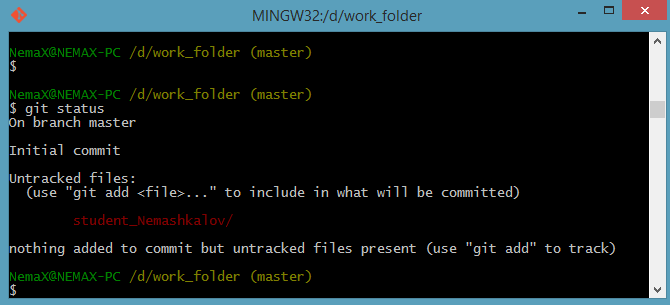 MINGW32:/d/work_folder
NemaX@NEMAX-PC /d/work_folder (master)
$
NemaX@NEMAX-PC /d/work_folder (master)
$ git status
On branch master
Initial commit
Untracked files:
(use "git add <file>..." to include in what will be committed)
student_Nemashkalov/
nothing added to commit but untracked files present (use "git add" to track)
NemaX@NEMAX-PC /d/work_folder (master)
$